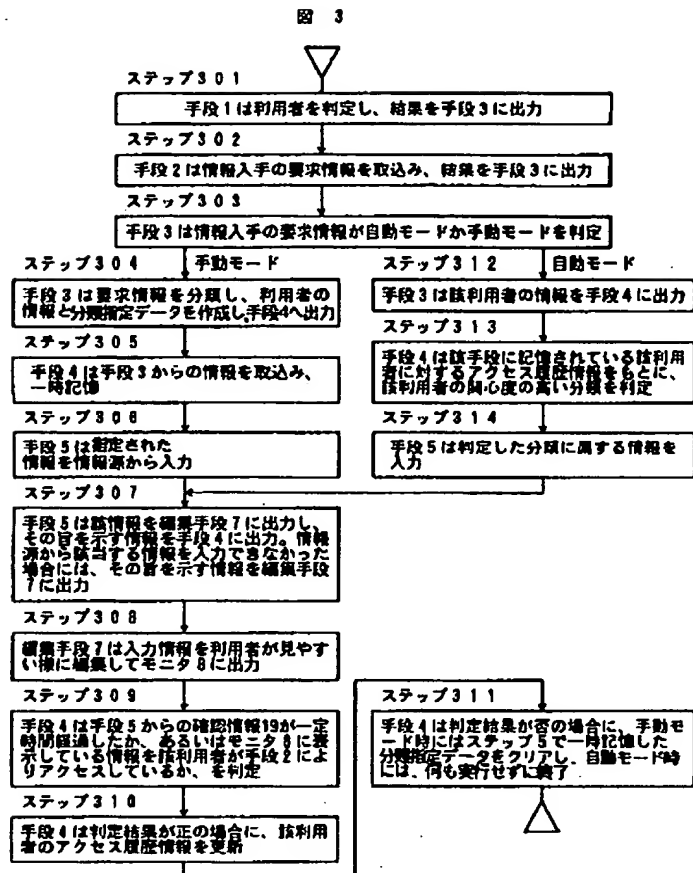 図 3
ステップ301
手段1は利用者を判定し、結果を手段3に出力
ステップ302
手段2は情報入手の要求情報を取込み、結果を手段3に出力
ステップ303
手段3は情報入手の要求情報が自動モードか手動モードを判定
ステップ304 手動モード
手段3は要求情報を分類し、利用者の
情報と分類指定データを作成し手段4へ出力
ステップ305
手段4は手段3からの情報を取込み、
一時記憶
ステップ306
手段5は指定された
情報を情報源から入力
ステップ312 自動モード
手段3は該利用者の情報を手段4に出力
ステップ313
手段4は該手段に記憶されている該利用
者に対するアクセス履歴情報をもとに、
該利用者の関心度の高い分類を判定
ステップ314
手段5は判定した分類に属する情報を
入力
ステップ307
手段5は該情報を編集手段7に出力し、
その旨を示す情報を手段4に出力。情報
源から該当する情報を入力できなかった
場合には、その旨を示す情報を編集手段
7に出力
ステップ308
編集手段7は入力情報を利用者が見やす
い様に編集してモニタ8に出力
ステップ309
手段4は手段5からの確認情報19が一定
時間経過したか、あるいはモニタ8に表
示している情報を該利用者が手段2によ
りアクセスしているか、を判定
ステップ310
手段4は判定結果が正の場合に、該利用
者のアクセス履歴情報を更新
ステップ311
手段4は判定結果が否の場合に、手動モ
ード時にはステップ5で一時記憶した
分類指定データをクリアし、自動モード時
には、何も実行せずに終了